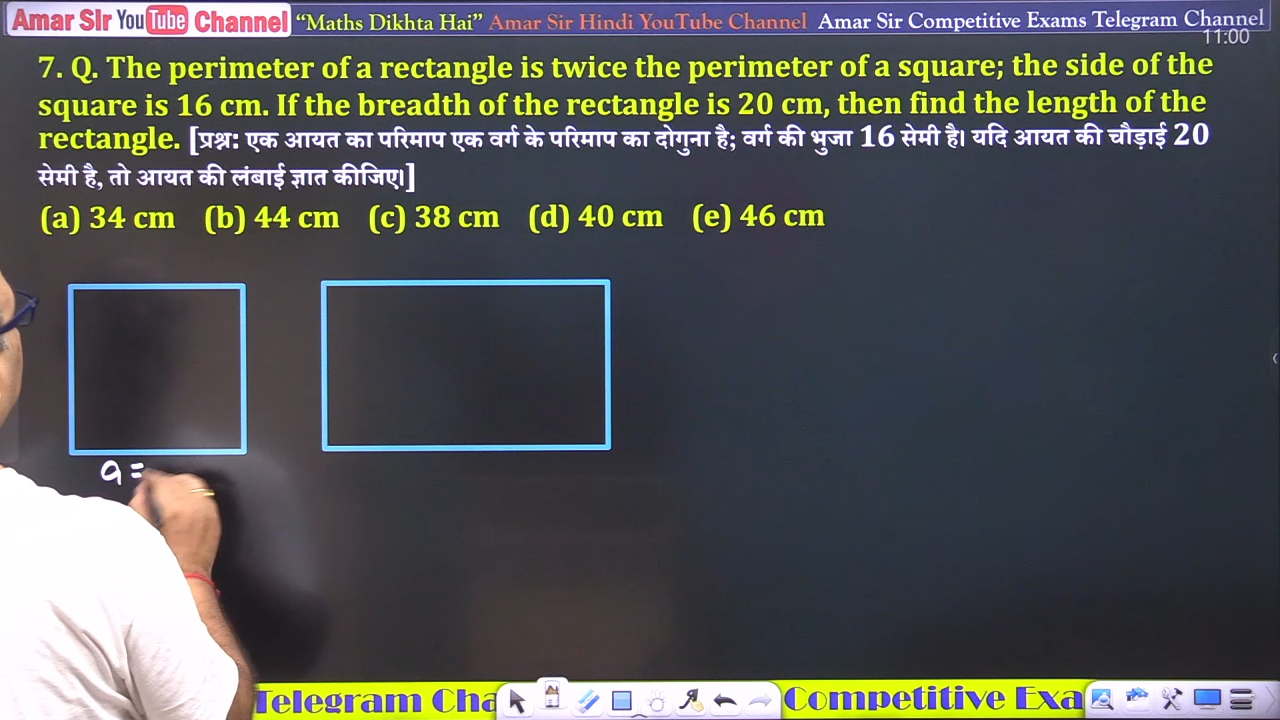 Amar Sir YouTube Channel "Maths Dikhta Hai" Amar Sir Hindi YouTube Channel Amar Sir Competitive Exams Telegram Channel
11:00
7. Q. The perimeter of a rectangle is twice the perimeter of a square; the side of the
square is 16 cm. If the breadth of the rectangle is 20 cm, then find the length of the
rectangle. [प्रश्न: एक आयत का परिमाप एक वर्ग के परिमाप का दोगुना है; वर्ग की भुजा 16 सेमी है। यदि आयत की चौड़ाई 20
सेमी है, तो आयत की लंबाई ज्ञात कीजिए।]
(a) 34 cm (b) 44 cm (c) 38 cm (d) 40 cm (e) 46 cm
a =
Telegram Cha Competitive Exa